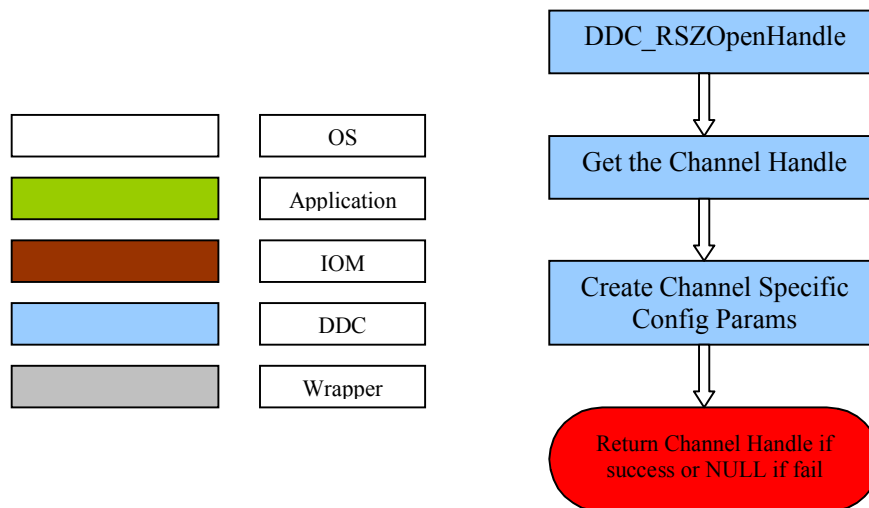 OS
Application
IOM
DDC
Wrapper
DDC_RSZOpenHandle
Get the Channel Handle
Create Channel Specific
Config Params
Return Channel Handle if
success or NULL if fail